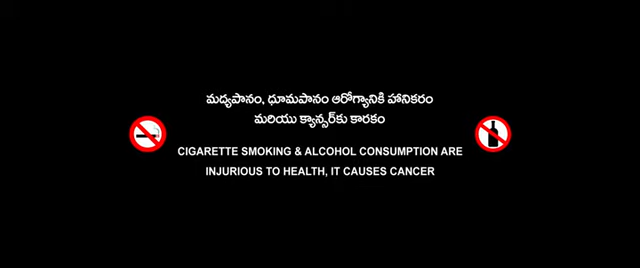 మద్యపానం, ధూమపానం ఆరోగ్యానికి హానికరం
మరియు క్యాన్సర్‌కు కారకం
CIGARETTE SMOKING & ALCOHOL CONSUMPTION ARE
INJURIOUS TO HEALTH, IT CAUSES CANCER